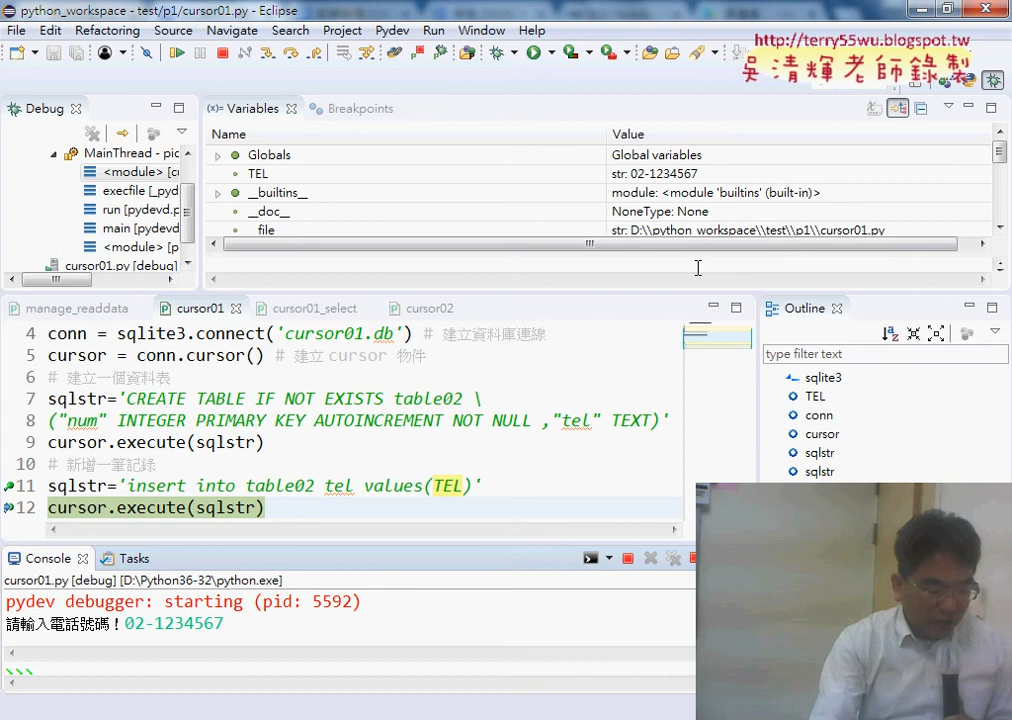 python_workspace - test/p1/cursor01.py - Eclipse
File Edit Refactoring Source Navigate Search Project Pydev Run Window Help
http://terry55wu.blogspot.tw
吳清輝老師錄製
Debug
MainThread - pic
<module> [cu
execfile [_pyd
run [pydevd.p
main [pydevd
<module> [p
cursor01.py [debug]
Variables Breakpoints
Name Value
Globals Global variables
TEL str: 02-1234567
__builtins__ module: <module 'builtins' (built-in)>
__doc__ NoneType: None
file str: D:\\python_workspace\\test\\p1\\cursor01.py
manage_readdata cursor01 cursor01_select cursor02
4 conn = sqlite3.connect('cursor01.db') # 建立資料庫連線
5 cursor = conn.cursor() # 建立 cursor 物件
6 # 建立一個資料表
7 sqlstr='CREATE TABLE IF NOT EXISTS table02 \
8 ("num" INTEGER PRIMARY KEY AUTOINCREMENT NOT NULL ,"tel" TEXT)'
9 cursor.execute(sqlstr)
10 # 新增一筆記錄
11 sqlstr='insert into table02 tel values(TEL)'
12 cursor.execute(sqlstr)
Outline
type filter text
sqlite3
TEL
conn
cursor
sqlstr
sqlstr
Console Tasks
cursor01.py [debug] [D:\Python36-32\python.exe]
pydev debugger: starting (pid: 5592)
請輸入電話號碼！02-1234567
>>>